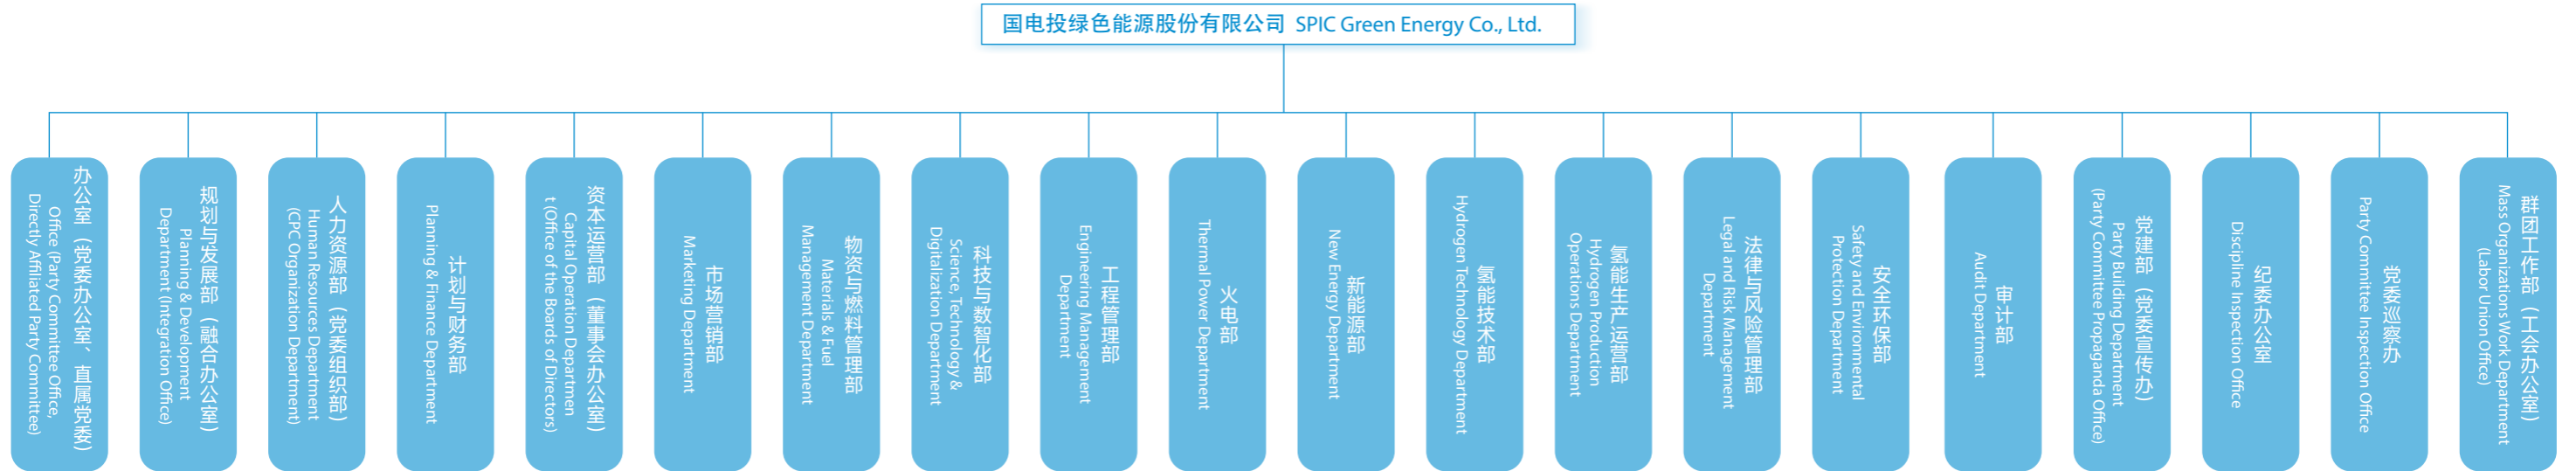 国电投绿色能源股份有限公司 SPIC Green Energy Co., Ltd.
办公室（党委办公室、直属党委）
Office (Party Committee Office,
Directly Affiliated Party Committee)
规划与发展部（融合办公室）
Planning & Development
Department (Integration Office)
人力资源部（党委组织部）
Human Resources Department
(CPC Organization Department)
计划与财务部
Planning & Finance Department
资本运营部（董事会办公室）
Capital Operation Departmen
t (Office of the Boards of Directors)
市场营销部
Marketing Department
物资与燃料管理部
Materials & Fuel
Management Department
科技与数智化部
Science, Technology &
Digitalization Department
工程管理部
Engineering Management
Department
火电部
Thermal Power Department
新能源部
New Energy Department
氢能技术部
Hydrogen Technology Department
氢能生产运营部
Hydrogen Production
Operations Department
法律与风险管理部
Legal and Risk Management
Department
安全环保部
Safety and Environmental
Protection Department
审计部
Audit Department
党建部（党委宣传办）
Party Building Department
(Party Committee Propaganda Office)
纪委办公室
Discipline Inspection Office
党委巡察办
Party Committee Inspection Office
群团工作部（工会办公室）
Mass Organizations Work Department
(Labor Union Office)